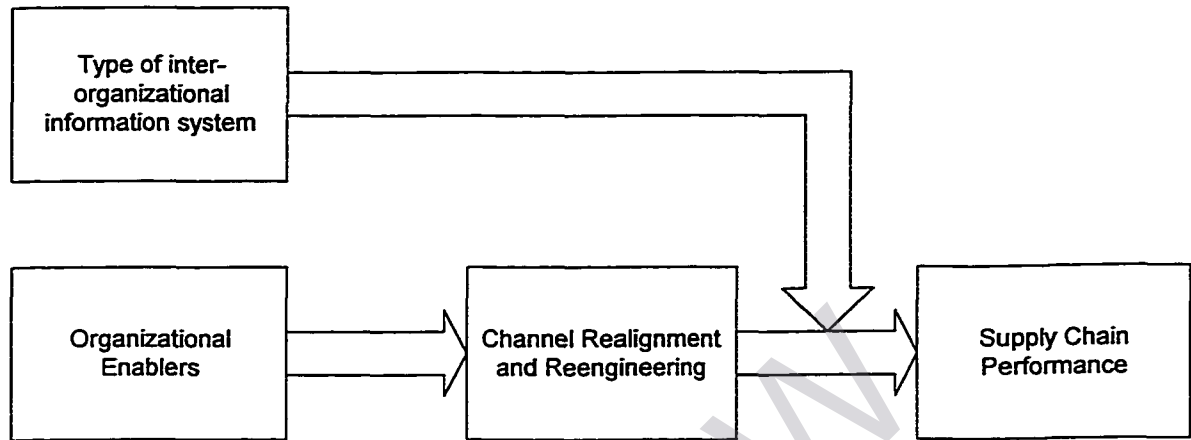 Type of inter-
organizational
information system
Organizational
Enablers
Channel Realignment
and Reengineering
Supply Chain
Performance
W